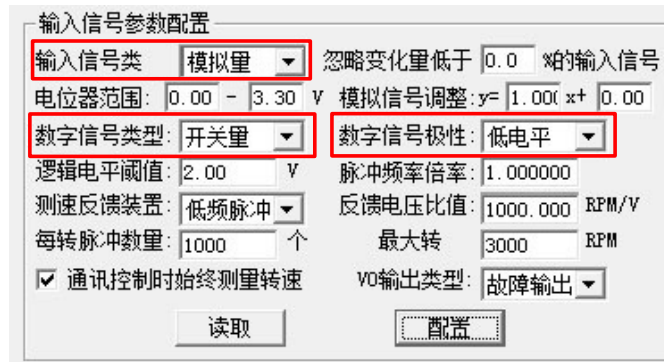 输入信号参数配置
输入信号类 模拟量 忽略变化量低于 0.0 %的输入信号
电位器范围: 0.00 - 3.30 V 模拟信号调整:y= 1.00( x+ 0.00
数字信号类型: 开关量 数字信号极性: 低电平
逻辑电平阈值: 2.00 V 脉冲频率倍率: 1.000000
测速反馈装置: 低频脉冲 反馈电压比值: 1000.000 RPM/V
每转脉冲数量: 1000 个 最大转 3000 RPM
通讯控制时始终测量转速 VO输出类型: 故障输出
读取 配置